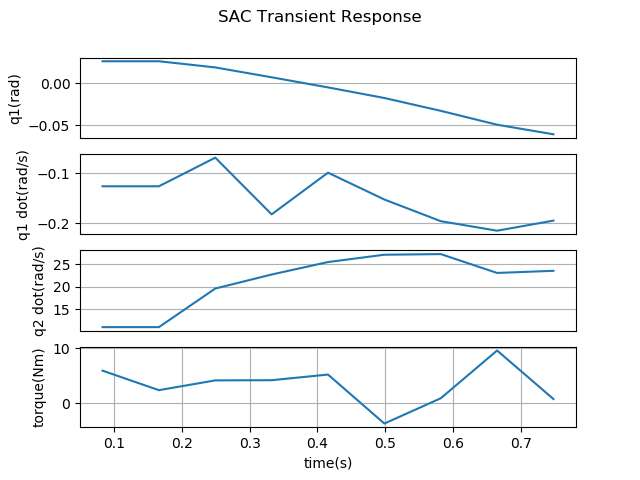 SAC Transient Response
q1(rad)
0.00
−0.05
q1 dot(rad/s)
−0.1
−0.2
q2 dot(rad/s)
25
20
15
torque(Nm)
10
0
0.1 0.2 0.3 0.4 0.5 0.6 0.7
time(s)